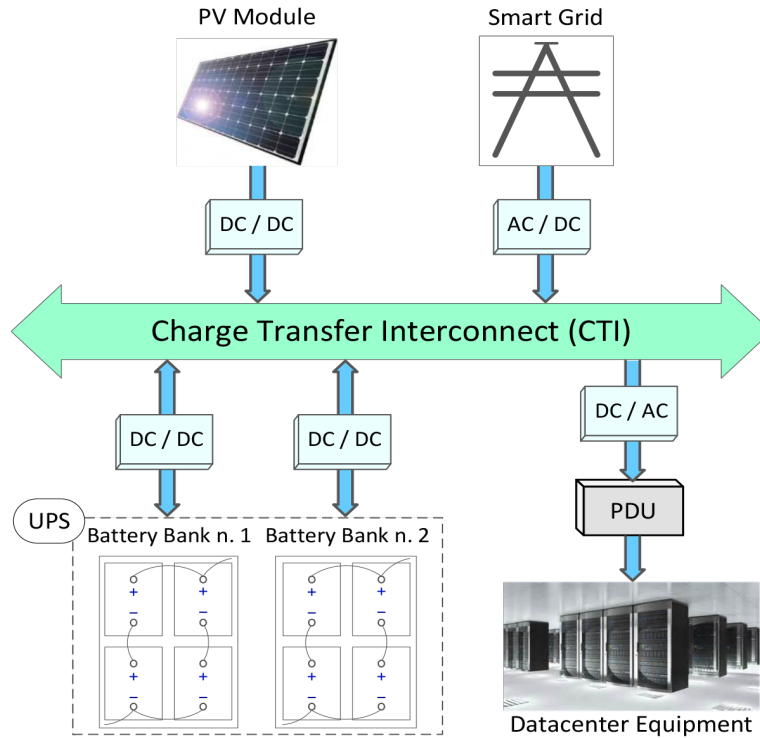 PV Module
Smart Grid
DC / DC
AC / DC
Charge Transfer Interconnect (CTI)
DC / DC
DC / DC
DC / AC
UPS
PDU
Battery Bank n. 1
Battery Bank n. 2
+ +
– –
+ +
– –
+ +
– –
+ +
– –
Datacenter Equipment